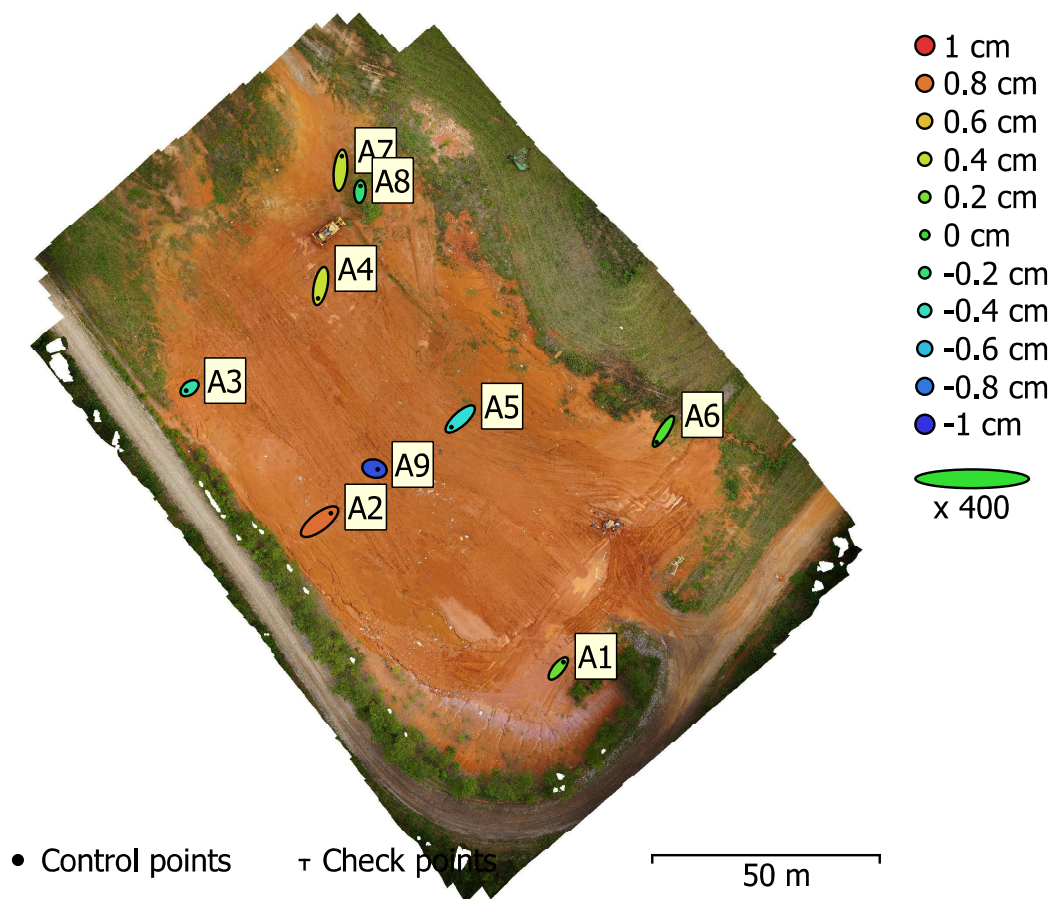 1 cm
0.8 cm
0.6 cm
0.4 cm
0.2 cm
0 cm
-0.2 cm
-0.4 cm
-0.6 cm
-0.8 cm
-1 cm
x 400
A7
A8
A4
A3
A5
A6
A9
A2
A1
• Control points
т Check points
50 m